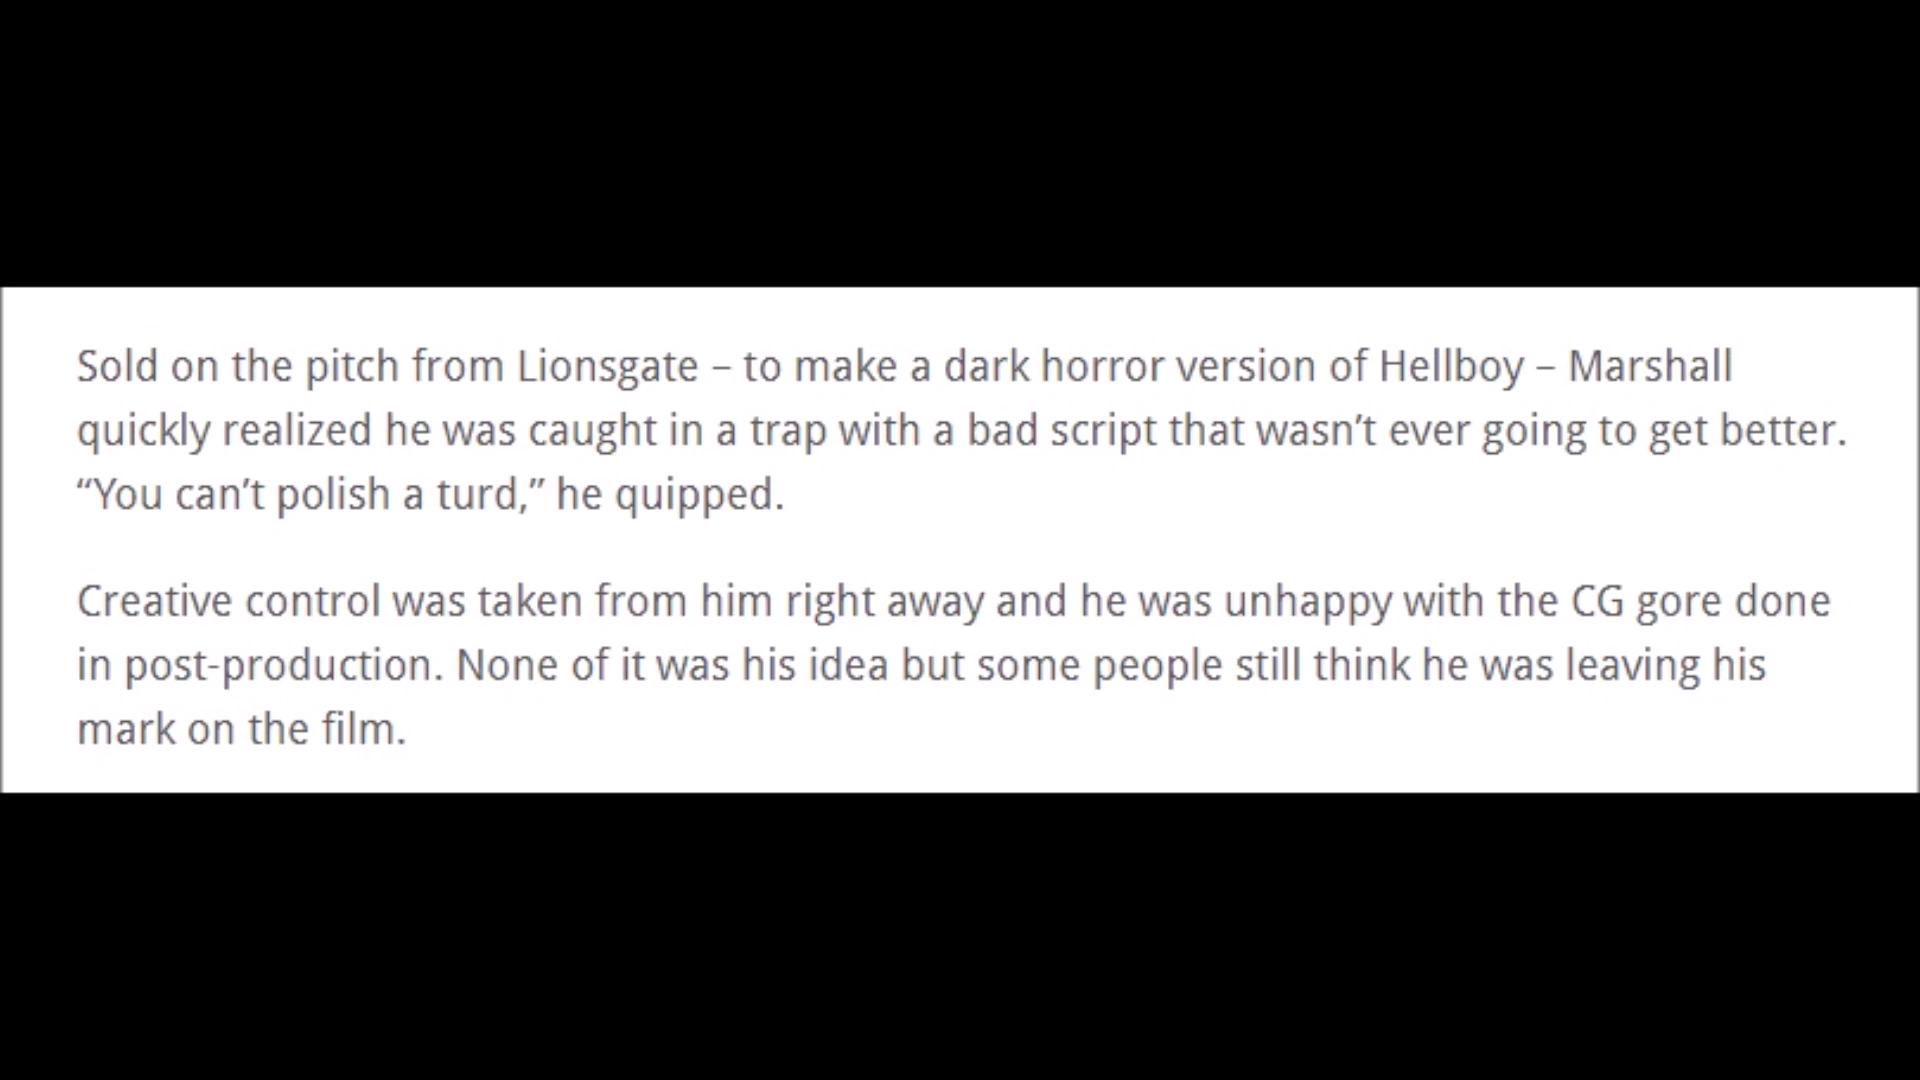 Sold on the pitch from Lionsgate – to make a dark horror version of Hellboy – Marshall
quickly realized he was caught in a trap with a bad script that wasn’t ever going to get better.
“You can’t polish a turd,” he quipped.
Creative control was taken from him right away and he was unhappy with the CG gore done
in post-production. None of it was his idea but some people still think he was leaving his
mark on the film.